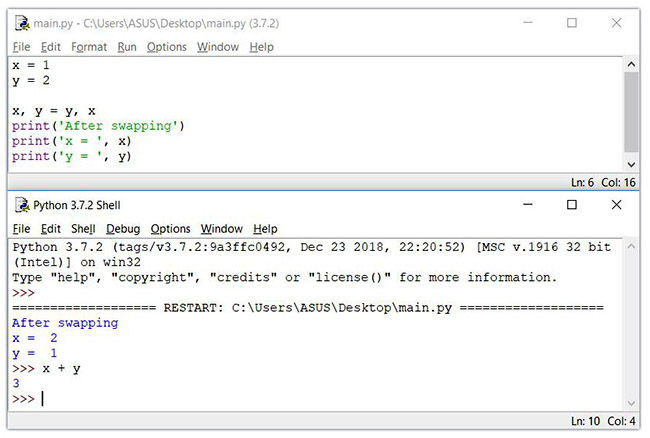 main.py - C:\Users\ASUS\Desktop\main.py (3.7.2)
File Edit Format Run Options Window Help
x = 1
y = 2
x, y = y, x
print('After swapping')
print('x = ', x)
print('y = ', y)
Ln: 6 Col: 16
Python 3.7.2 Shell
File Edit Shell Debug Options Window Help
Python 3.7.2 (tags/v3.7.2:9a3ffc0492, Dec 23 2018, 22:20:52) [MSC v.1916 32 bit
(Intel)] on win32
Type "help", "copyright", "credits" or "license()" for more information.
>>>
=================== RESTART: C:\Users\ASUS\Desktop\main.py ===================
After swapping
x =  2
y =  1
>>> x + y
3
>>>
Ln: 10 Col: 4